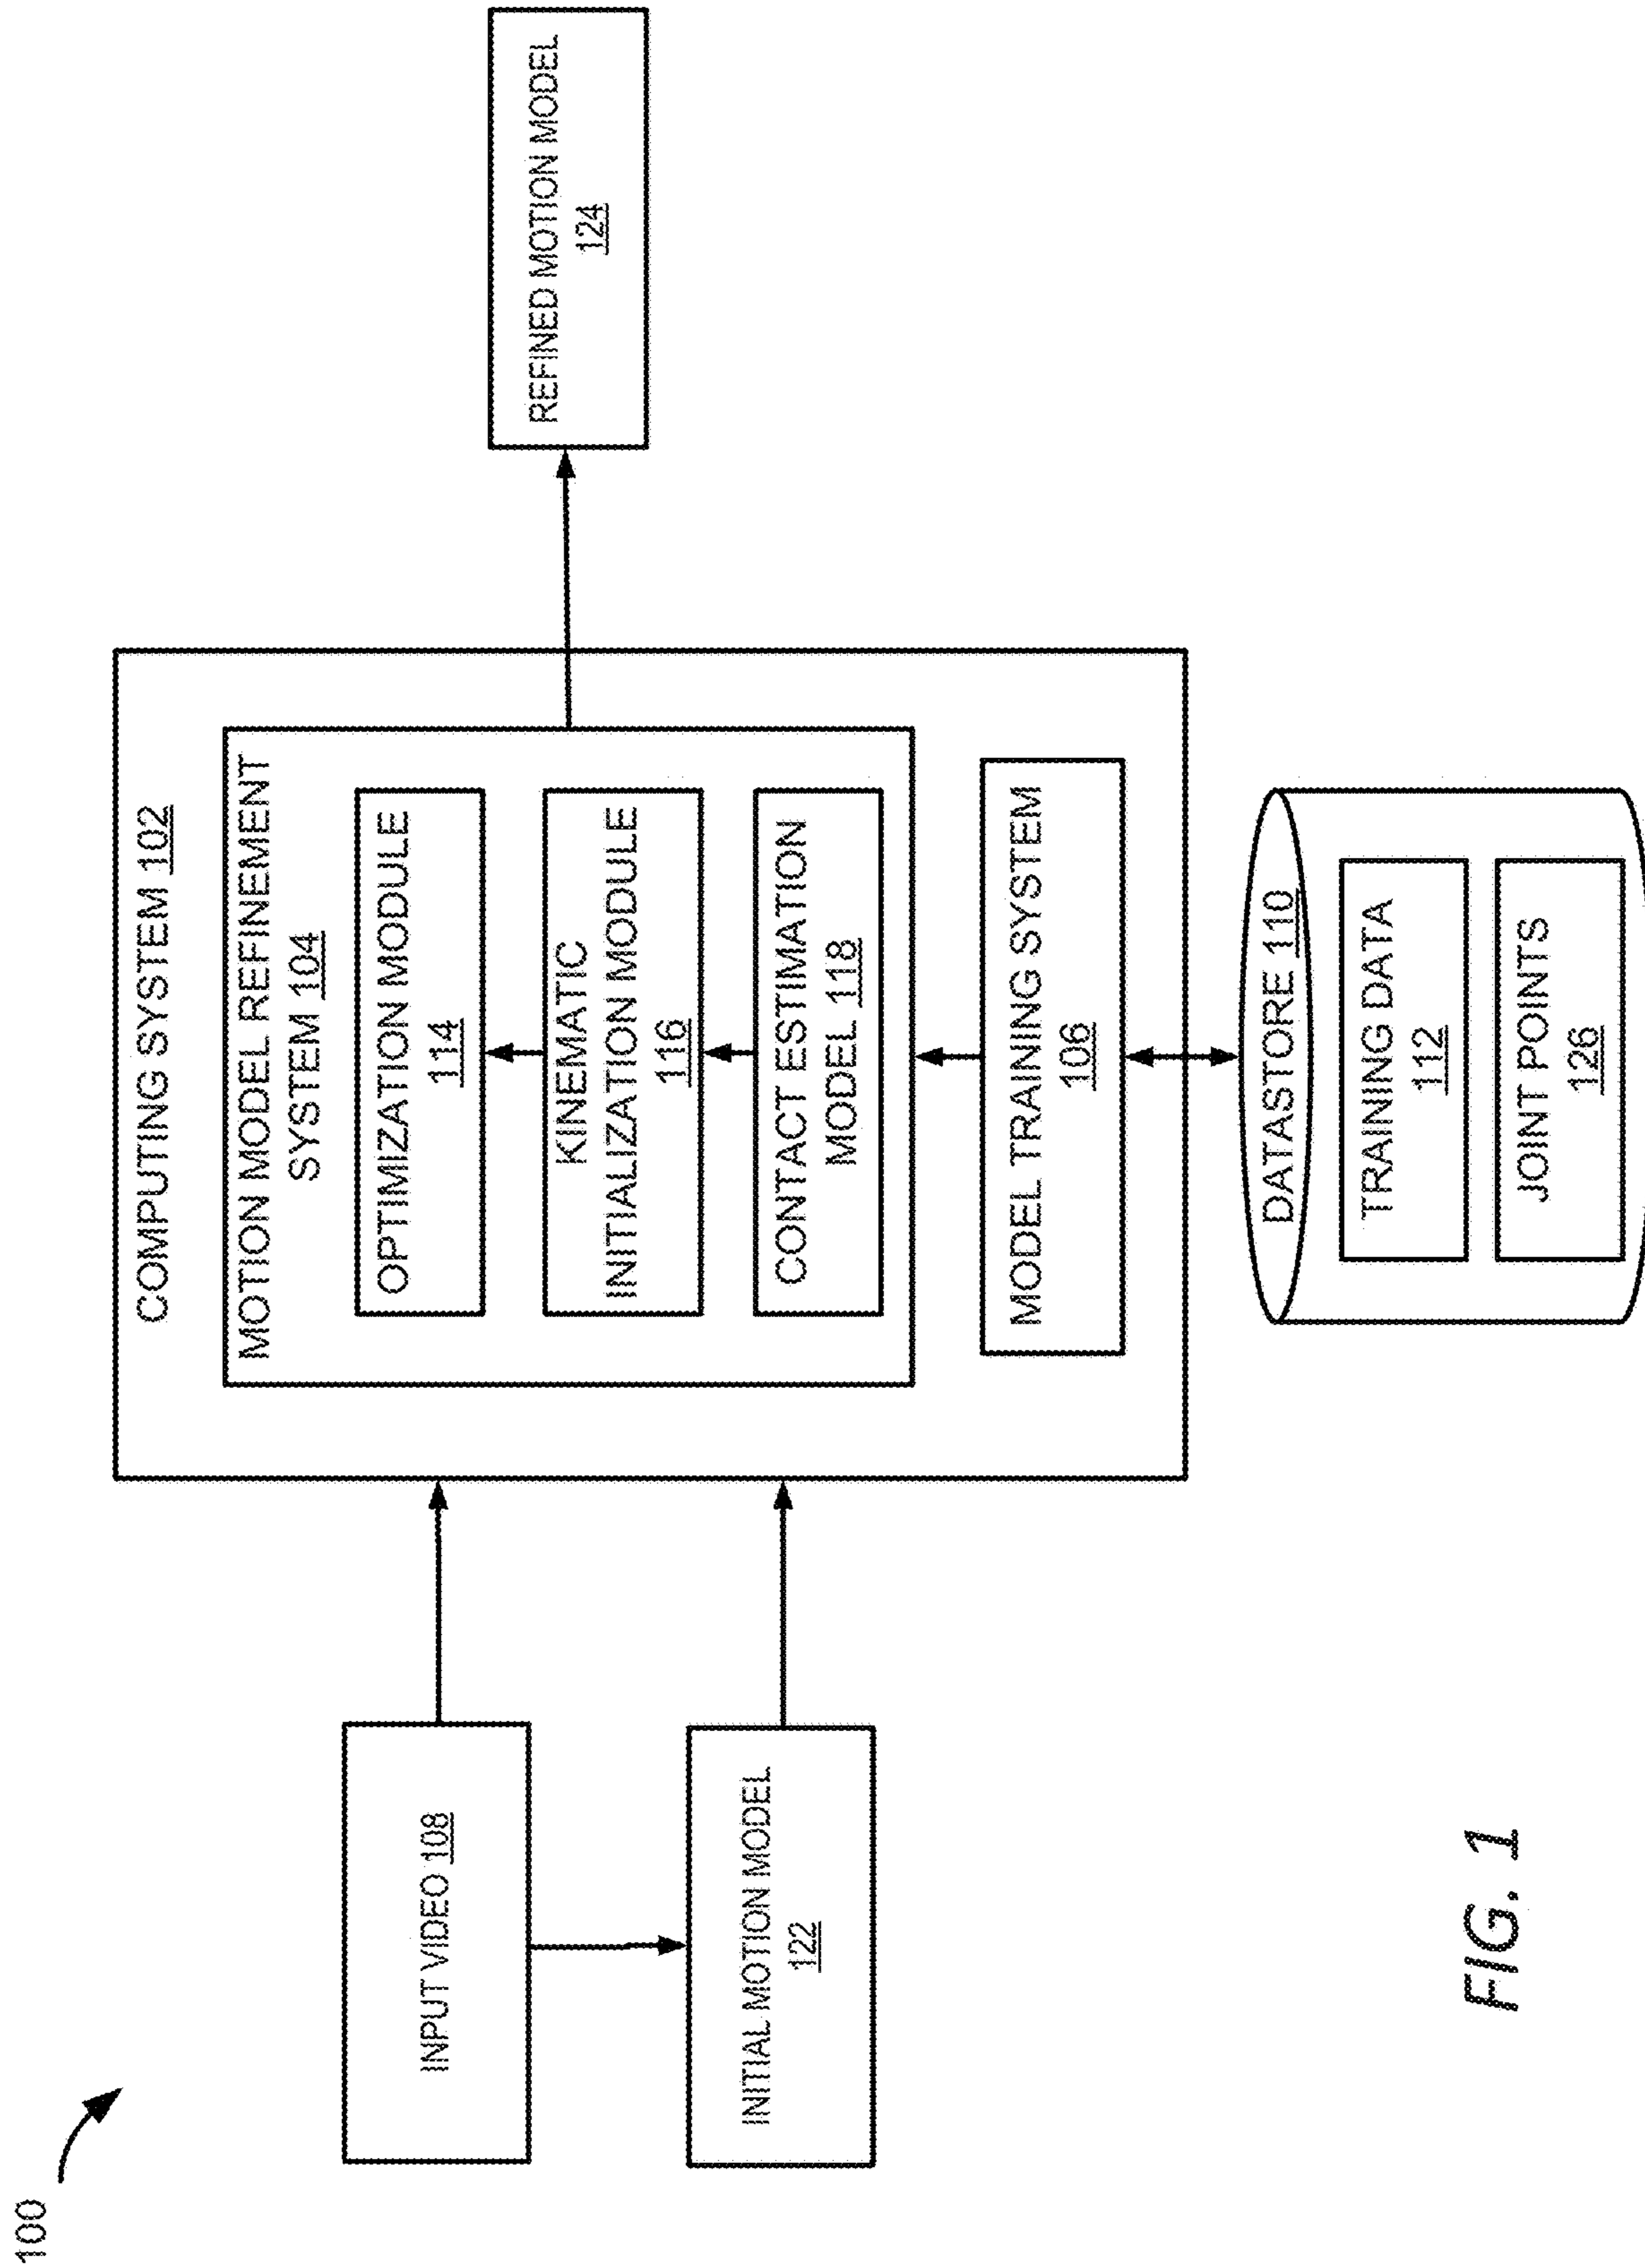 100
INPUT VIDEO 108
INITIAL MOTION MODEL
122
COMPUTING SYSTEM 102
MOTION MODEL REFINEMENT
SYSTEM 104
OPTIMIZATION MODULE
114
KINEMATIC
INITIALIZATION MODULE
116
CONTACT ESTIMATION
MODEL 118
MODEL TRAINING SYSTEM
106
DATASTORE 110
TRAINING DATA
112
JOINT POINTS
126
REFINED MOTION MODEL
124
FIG. 1